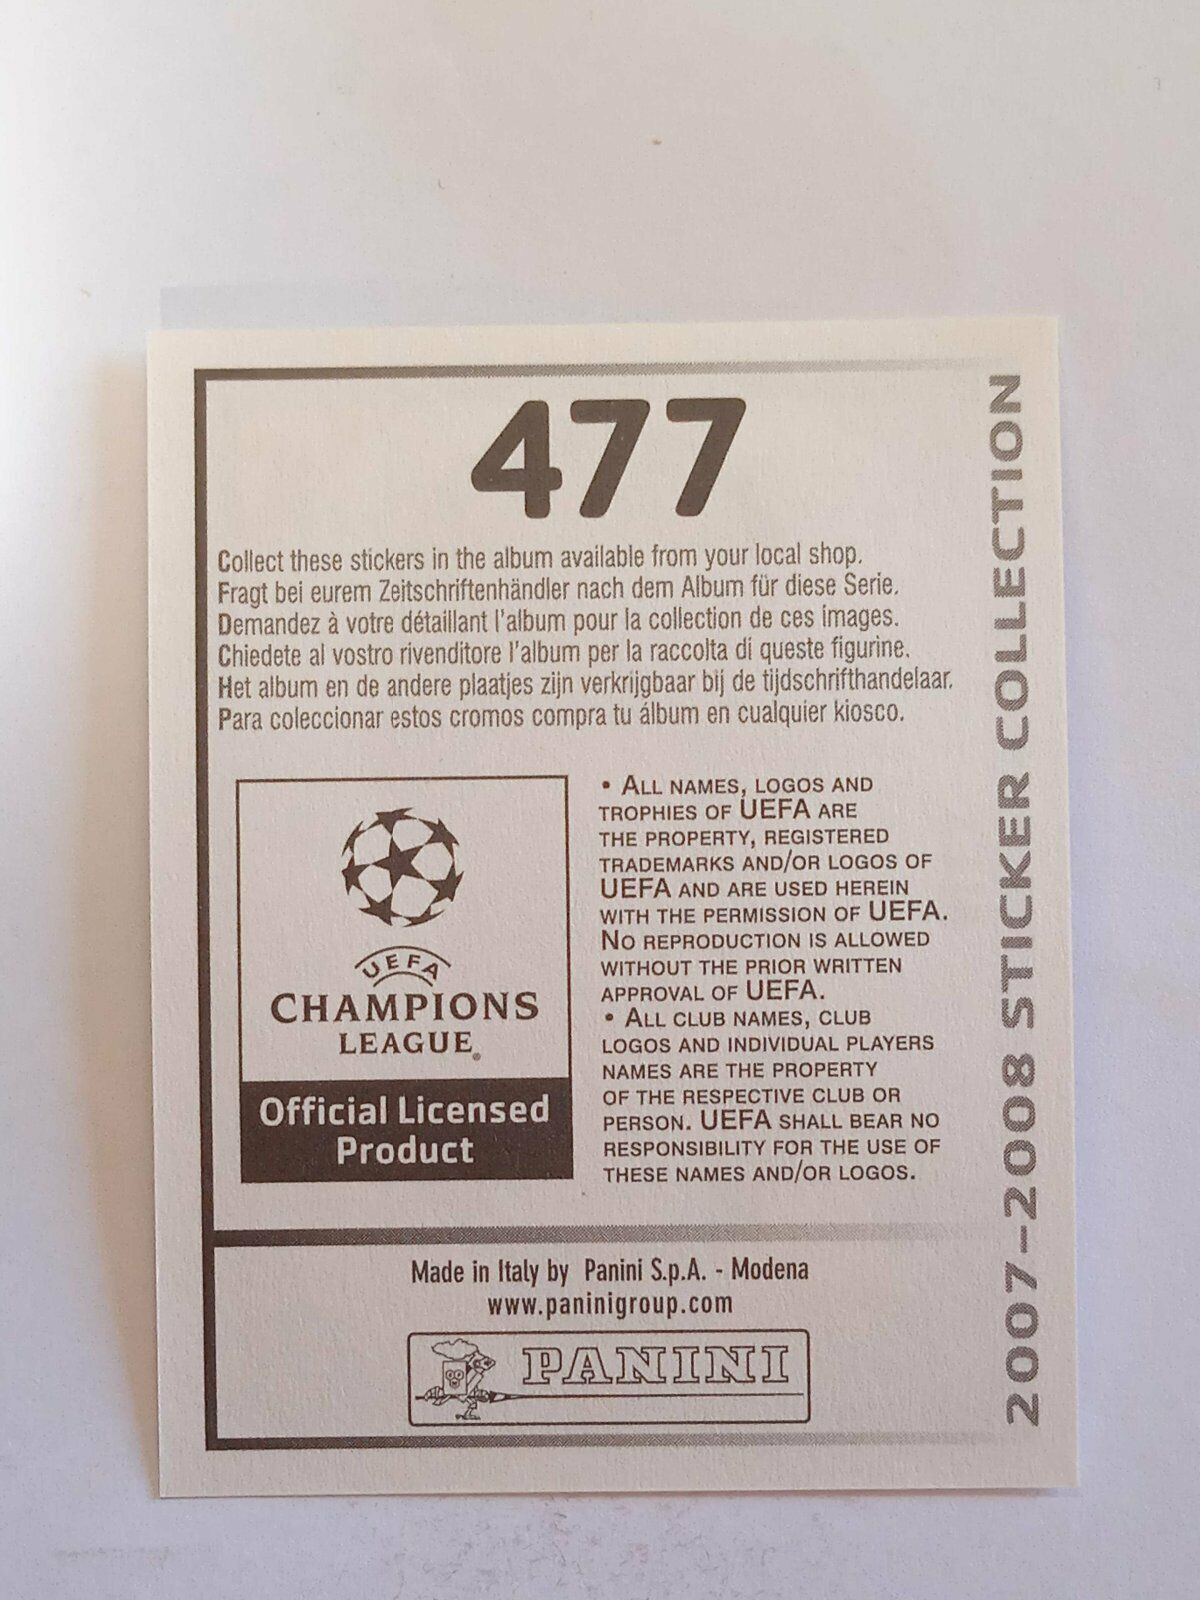 477
Collect these stickers in the album available from your local shop.
Fragt bei eurem Zeitschriftenhändler nach dem Album für diese Serie.
Demandez à votre détaillant l'album pour la collection de ces images.
Chiedete al vostro rivenditore l'album per la raccolta di queste figurine.
Het album en de andere plaatjes zijn verkrijgbaar bij de tijdschrifthandelaar.
Para coleccionar estos cromos compra tu álbum en cualquier kiosco.
UEFA
CHAMPIONS
LEAGUE®
Official Licensed
Product
• ALL NAMES, LOGOS AND
TROPHIES OF UEFA ARE
THE PROPERTY, REGISTERED
TRADEMARKS AND/OR LOGOS OF
UEFA AND ARE USED HEREIN
WITH THE PERMISSION OF UEFA.
NO REPRODUCTION IS ALLOWED
WITHOUT THE PRIOR WRITTEN
APPROVAL OF UEFA.
• ALL CLUB NAMES, CLUB
LOGOS AND INDIVIDUAL PLAYERS
NAMES ARE THE PROPERTY
OF THE RESPECTIVE CLUB OR
PERSON. UEFA SHALL BEAR NO
RESPONSIBILITY FOR THE USE OF
THESE NAMES AND/OR LOGOS.
Made in Italy by Panini S.p.A. - Modena
www.paninigroup.com
PANINI
2007-2008 STICKER COLLECTION